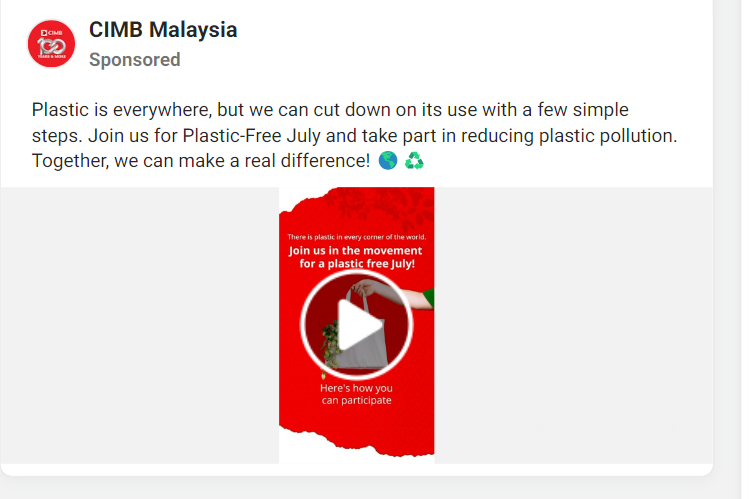 CIMB Malaysia
CIMB
100
YEARS & MORE
Sponsored
Plastic is everywhere, but we can cut down on its use with a few simple
steps. Join us for Plastic-Free July and take part in reducing plastic pollution.
Together, we can make a real difference! 🌎 ♻️
There is plastic in every corner of the world.
Join us in the movement
for a plastic free July!
Here's how you
can participate